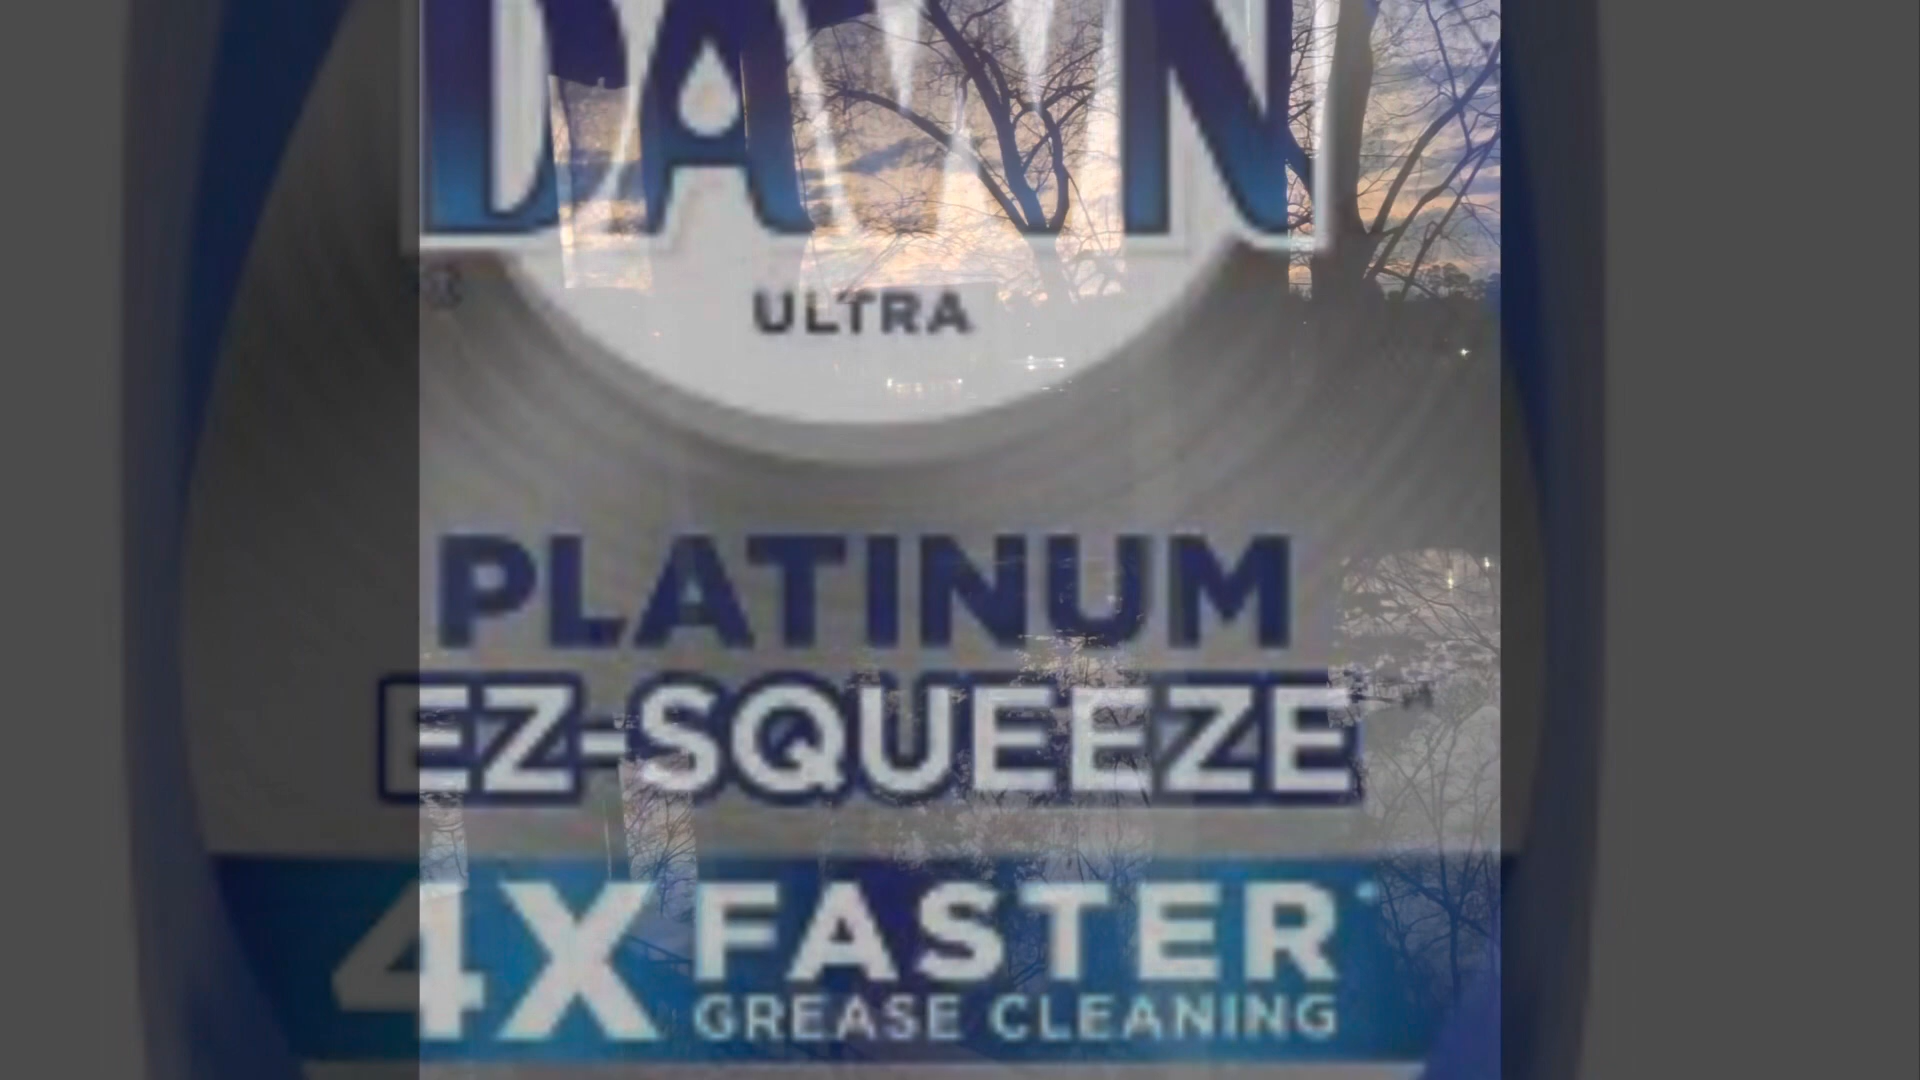 DAWN
ULTRA
PLATINUM
EZ-SQUEEZE
4X FASTER
GREASE CLEANING